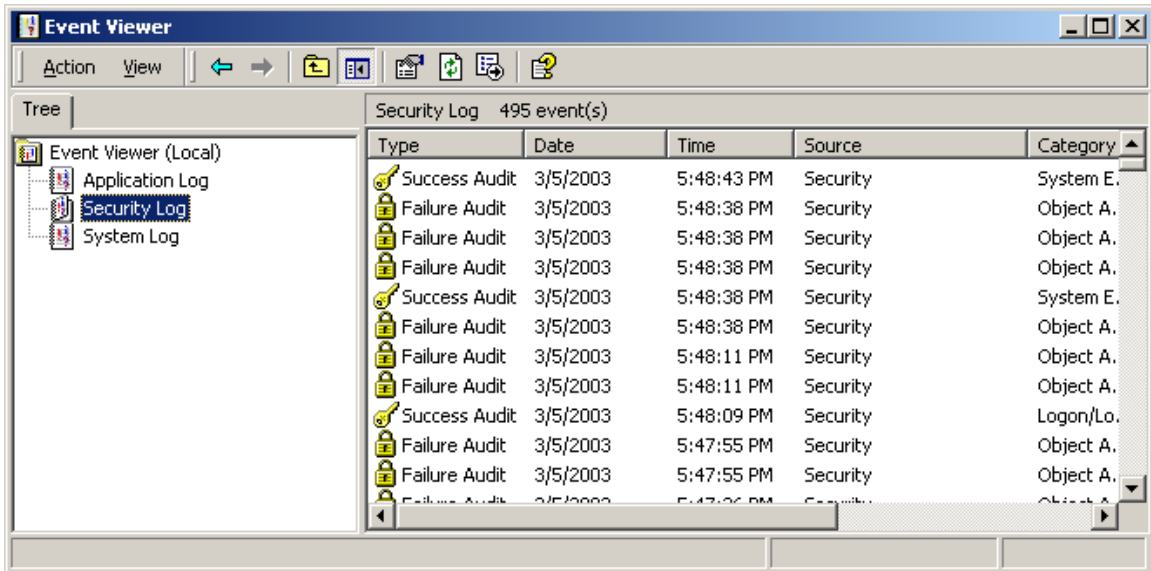 Event Viewer
Action View
Tree
Security Log 495 event(s)
Event Viewer (Local)
Application Log
Security Log
System Log
Type Date Time Source Category
Success Audit 3/5/2003 5:48:43 PM Security System E.
Failure Audit 3/5/2003 5:48:38 PM Security Object A.
Failure Audit 3/5/2003 5:48:38 PM Security Object A.
Failure Audit 3/5/2003 5:48:38 PM Security Object A.
Success Audit 3/5/2003 5:48:38 PM Security System E.
Failure Audit 3/5/2003 5:48:38 PM Security Object A.
Failure Audit 3/5/2003 5:48:11 PM Security Object A.
Failure Audit 3/5/2003 5:48:11 PM Security Object A.
Success Audit 3/5/2003 5:48:09 PM Security Logon/Lo.
Failure Audit 3/5/2003 5:47:55 PM Security Object A.
Failure Audit 3/5/2003 5:47:55 PM Security Object A.